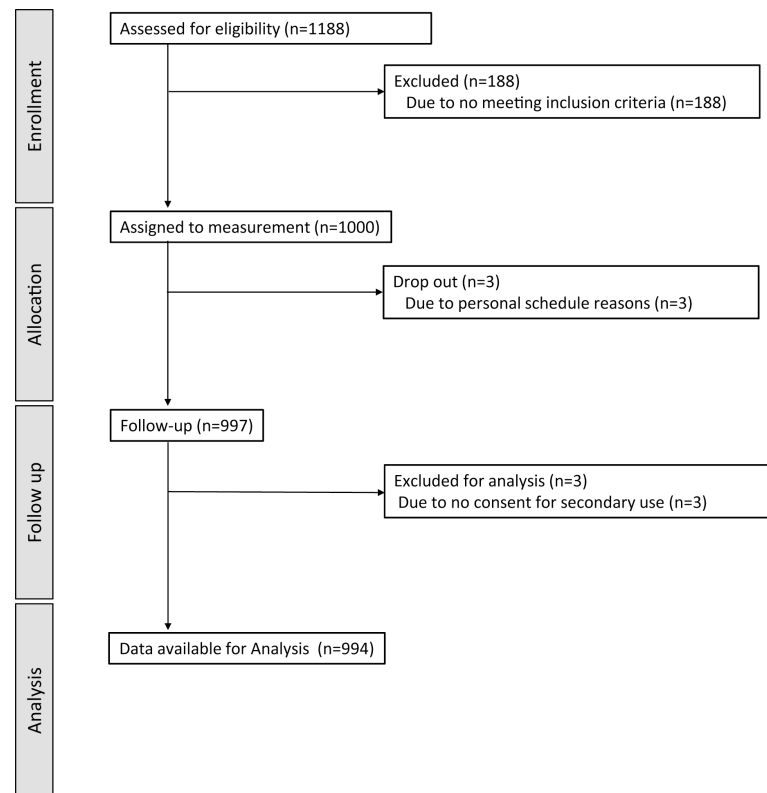 Enrollment
Assessed for eligibility (n=1188)
Excluded (n=188)
Due to no meeting inclusion criteria (n=188)
Allocation
Assigned to measurement (n=1000)
Drop out (n=3)
Due to personal schedule reasons (n=3)
Follow up
Follow-up (n=997)
Excluded for analysis (n=3)
Due to no consent for secondary use (n=3)
Analysis
Data available for Analysis (n=994)